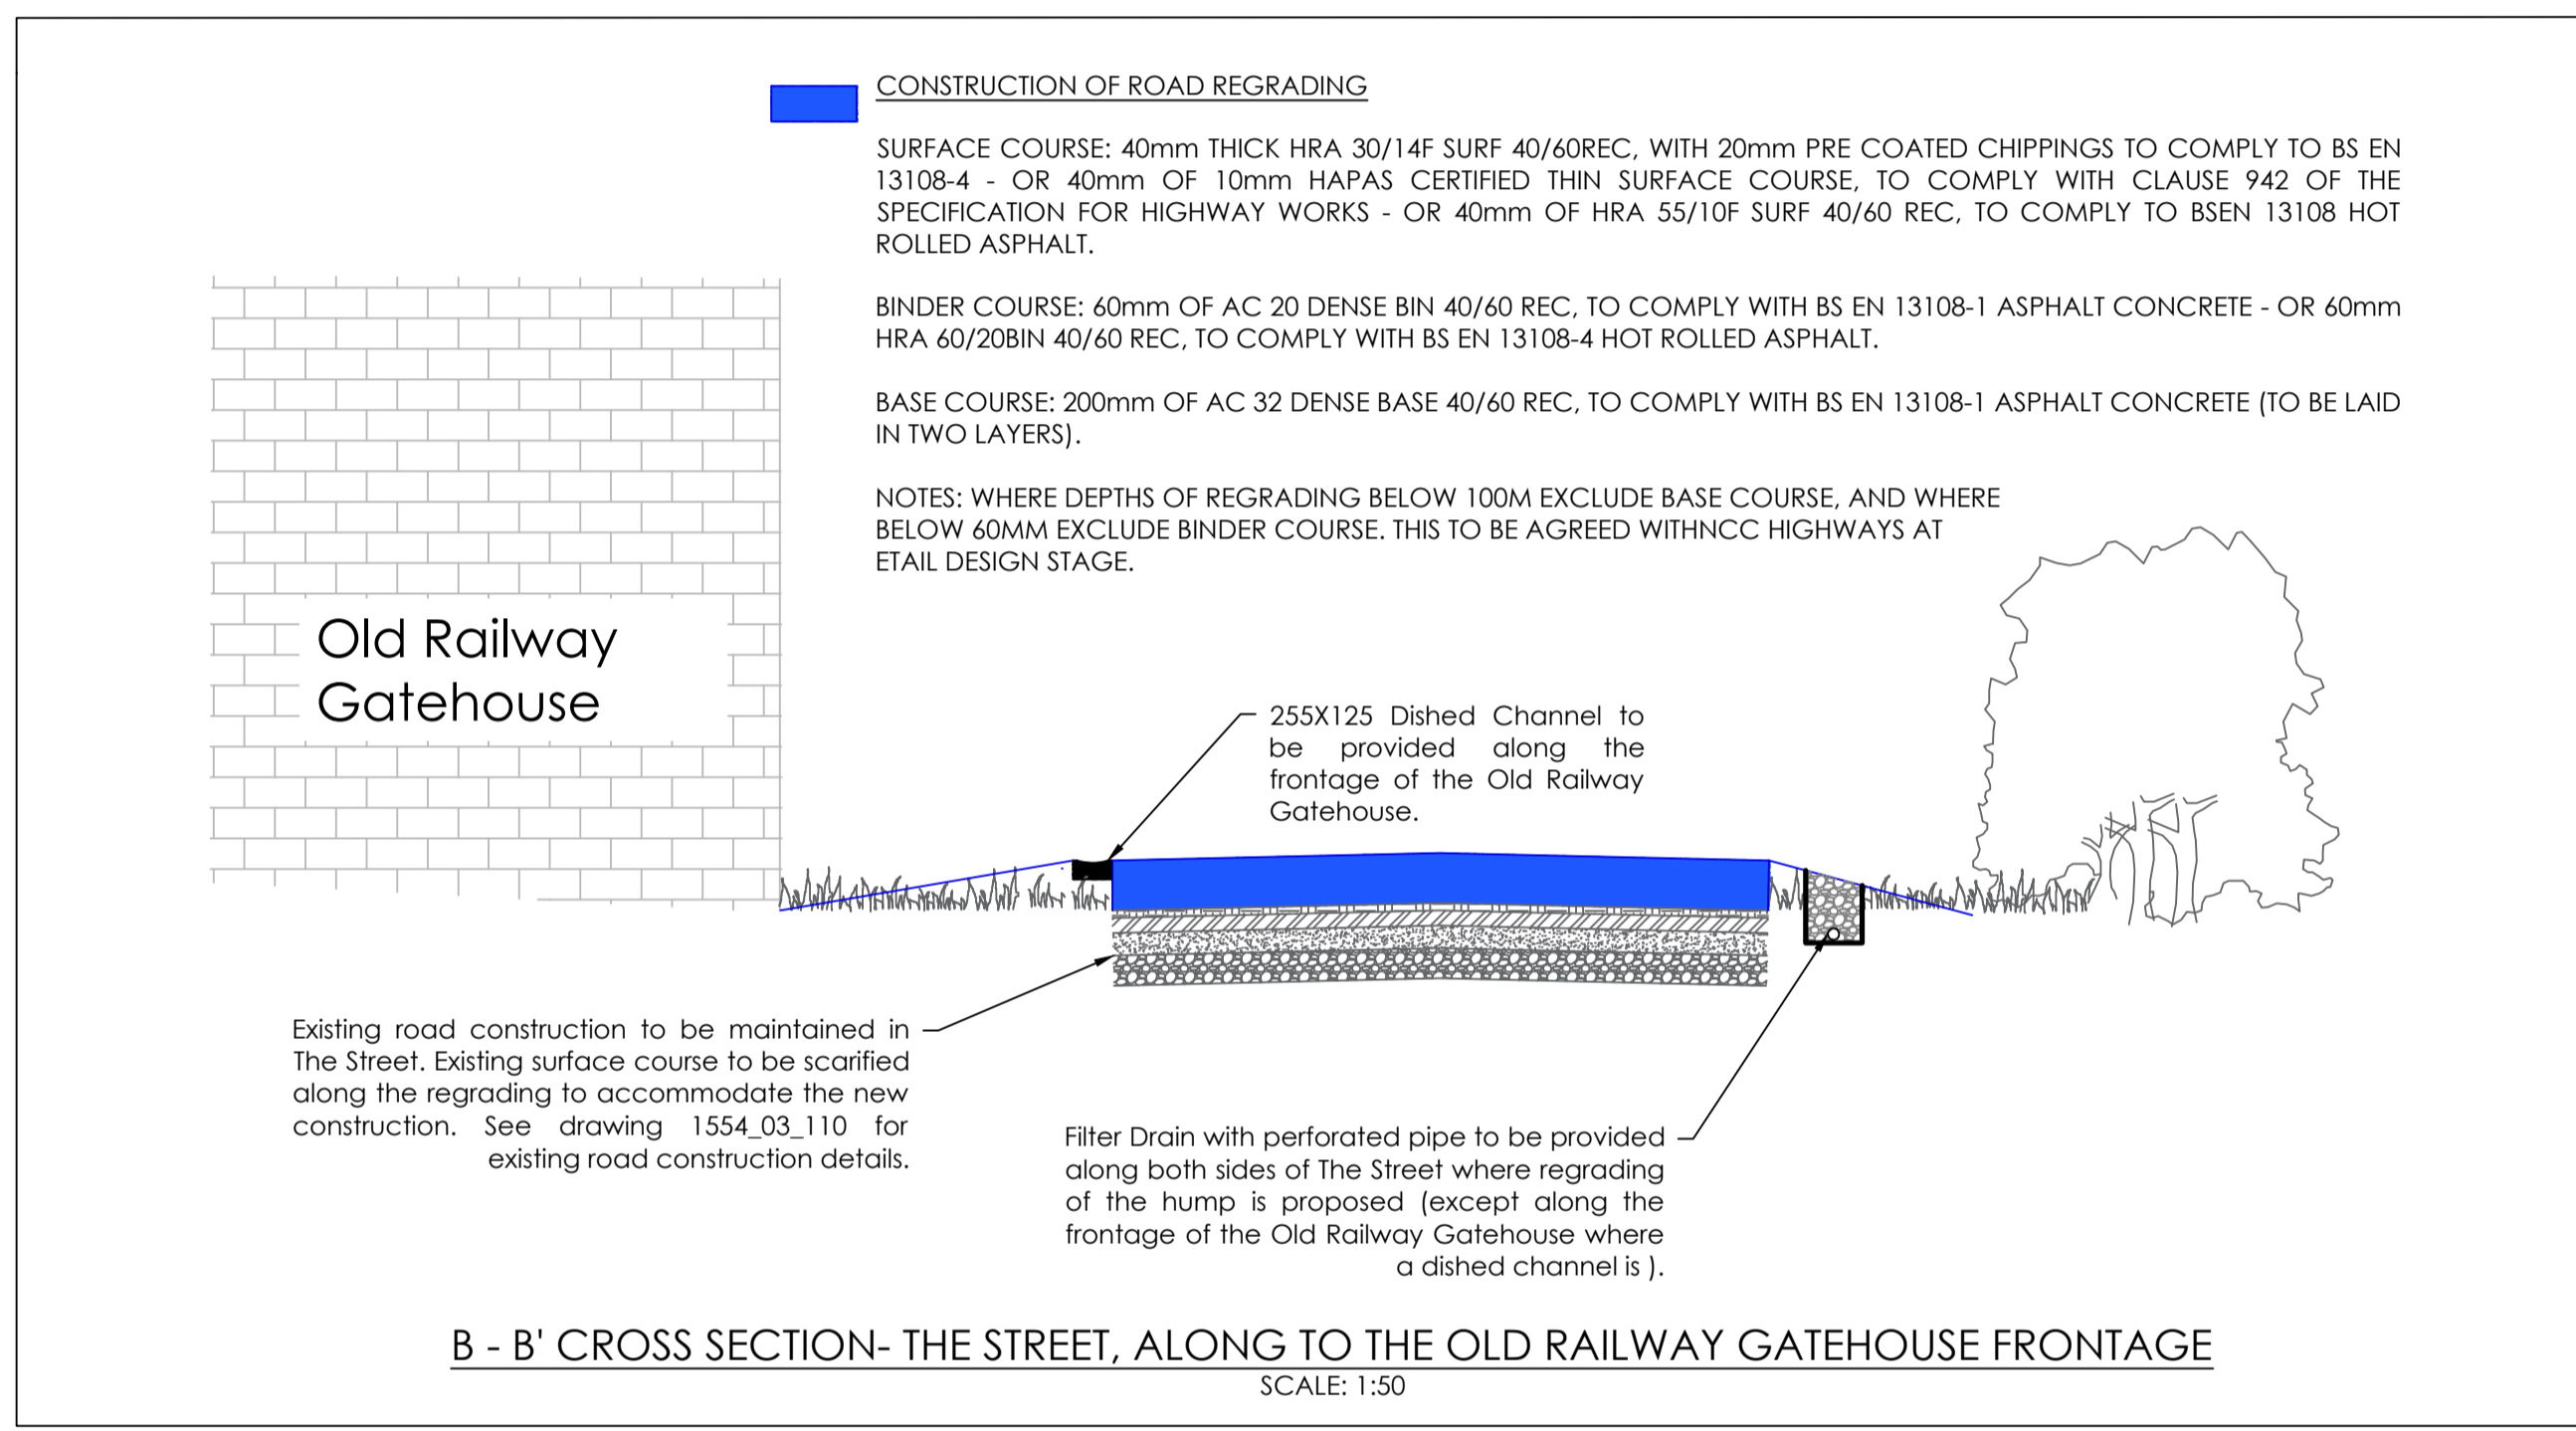 CONSTRUCTION OF ROAD REGRADING
SURFACE COURSE: 40mm THICK HRA 30/14F SURF 40/60REC, WITH 20mm PRE COATED CHIPPINGS TO COMPLY TO BS EN
13108-4 - OR 40mm OF 10mm HAPAS CERTIFIED THIN SURFACE COURSE, TO COMPLY WITH CLAUSE 942 OF THE
SPECIFICATION FOR HIGHWAY WORKS - OR 40mm OF HRA 55/10F SURF 40/60 REC, TO COMPLY TO BSEN 13108 HOT
ROLLED ASPHALT.
BINDER COURSE: 60mm OF AC 20 DENSE BIN 40/60 REC, TO COMPLY WITH BS EN 13108-1 ASPHALT CONCRETE - OR 60mm
HRA 60/20BIN 40/60 REC, TO COMPLY WITH BS EN 13108-4 HOT ROLLED ASPHALT.
BASE COURSE: 200mm OF AC 32 DENSE BASE 40/60 REC, TO COMPLY WITH BS EN 13108-1 ASPHALT CONCRETE (TO BE LAID
IN TWO LAYERS).
NOTES: WHERE DEPTHS OF REGRADING BELOW 100M EXCLUDE BASE COURSE, AND WHERE
BELOW 60MM EXCLUDE BINDER COURSE. THIS TO BE AGREED WITHNCC HIGHWAYS AT
ETAIL DESIGN STAGE.
Old Railway
Gatehouse
255X125 Dished Channel to
be provided along the
frontage of the Old Railway
Gatehouse.
Existing road construction to be maintained in
The Street. Existing surface course to be scarified
along the regrading to accommodate the new
construction. See drawing 1554_03_110 for
existing road construction details.
Filter Drain with perforated pipe to be provided
along both sides of The Street where regrading
of the hump is proposed (except along the
frontage of the Old Railway Gatehouse where
a dished channel is ).
B - B' CROSS SECTION- THE STREET, ALONG TO THE OLD RAILWAY GATEHOUSE FRONTAGE
SCALE: 1:50